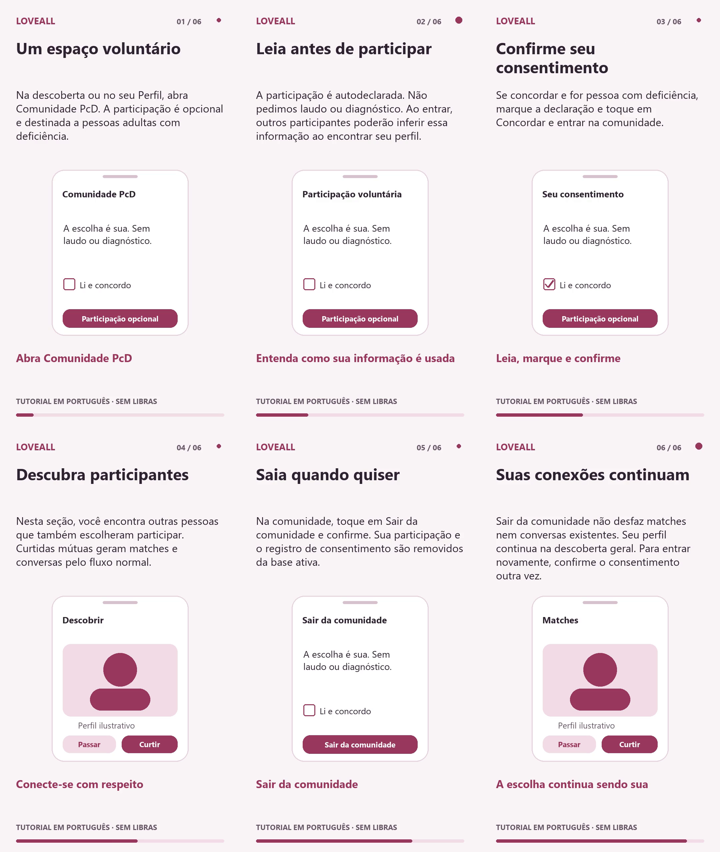 LOVEALL
01 / 06
Um espaço voluntário
Na descoberta ou no seu Perfil, abra
Comunidade PcD. A participação é opcional
e destinada a pessoas adultas com
deficiência.
Comunidade PcD
A escolha é sua. Sem
laudo ou diagnóstico.
Li e concordo
Participação opcional
Abra Comunidade PcD
TUTORIAL EM PORTUGUÊS · SEM LIBRAS
LOVEALL
02 / 06
Leia antes de participar
A participação é autodeclarada. Não
pedimos laudo ou diagnóstico. Ao entrar,
outros participantes poderão inferir essa
informação ao encontrar seu perfil.
Participação voluntária
A escolha é sua. Sem
laudo ou diagnóstico.
Li e concordo
Participação opcional
Entenda como sua informação é usada
TUTORIAL EM PORTUGUÊS · SEM LIBRAS
LOVEALL
03 / 06
Confirme seu
consentimento
Se concordar e for pessoa com deficiência,
marque a declaração e toque em
Concordar e entrar na comunidade.
Seu consentimento
A escolha é sua. Sem
laudo ou diagnóstico.
Li e concordo
Participação opcional
Leia, marque e confirme
TUTORIAL EM PORTUGUÊS · SEM LIBRAS
LOVEALL
04 / 06
Descubra participantes
Nesta seção, você encontra outras pessoas
que também escolheram participar.
Curtidas mútuas geram matches e
conversas pelo fluxo normal.
Descobrir
Perfil ilustrativo
Passar
Curtir
Conecte-se com respeito
TUTORIAL EM PORTUGUÊS · SEM LIBRAS
LOVEALL
05 / 06
Saia quando quiser
Na comunidade, toque em Sair da
comunidade e confirme. Sua participação e
o registro de consentimento são removidos
da base ativa.
Sair da comunidade
A escolha é sua. Sem
laudo ou diagnóstico.
Li e concordo
Sair da comunidade
Sair da comunidade
TUTORIAL EM PORTUGUÊS · SEM LIBRAS
LOVEALL
06 / 06
Suas conexões continuam
Sair da comunidade não desfaz matches
nem conversas existentes. Seu perfil
continua na descoberta geral. Para entrar
novamente, confirme o consentimento
outra vez.
Matches
Perfil ilustrativo
Passar
Curtir
A escolha continua sendo sua
TUTORIAL EM PORTUGUÊS · SEM LIBRAS